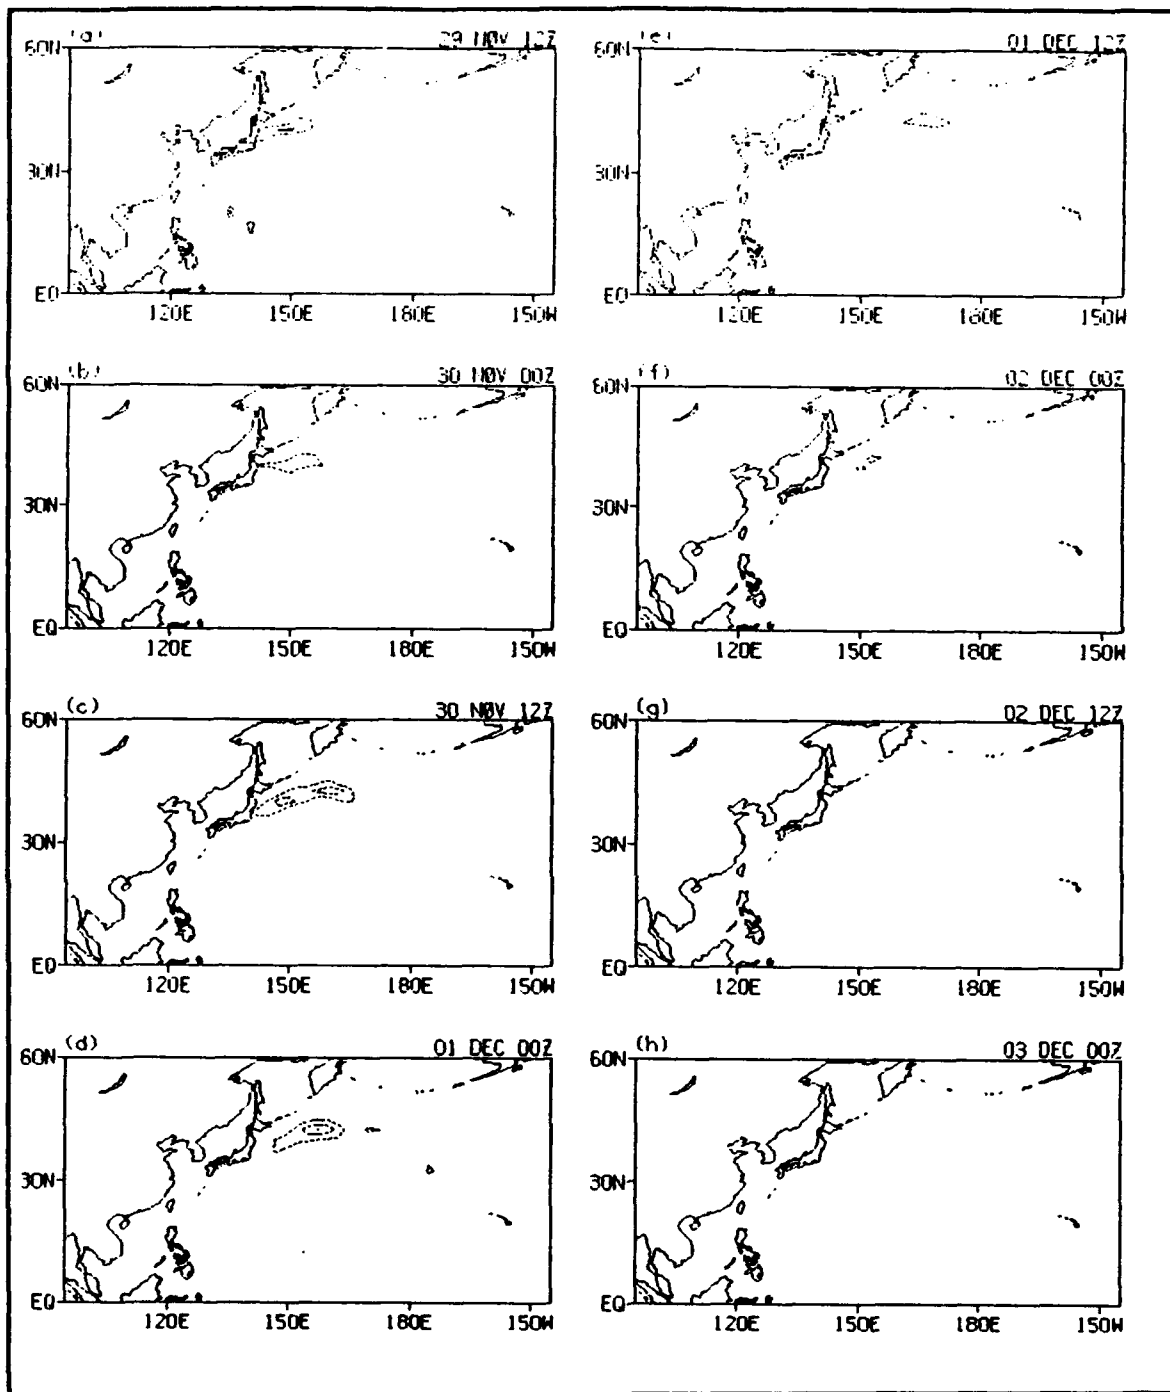 (a) 29 NOV 12Z
60N
30N
EQ
120E 150E 180E 150W
(b) 30 NOV 00Z
60N
30N
EQ
120E 150E 180E 150W
(c) 30 NOV 12Z
60N
30N
EQ
120E 150E 180E 150W
(d) 01 DEC 00Z
60N
30N
EQ
120E 150E 180E 150W
(e) 01 DEC 12Z
60N
30N
EQ
120E 150E 180E 150W
(f) 02 DEC 00Z
60N
30N
EQ
120E 150E 180E 150W
(g) 02 DEC 12Z
60N
30N
EQ
120E 150E 180E 150W
(h) 03 DEC 00Z
60N
30N
EQ
120E 150E 180E 150W